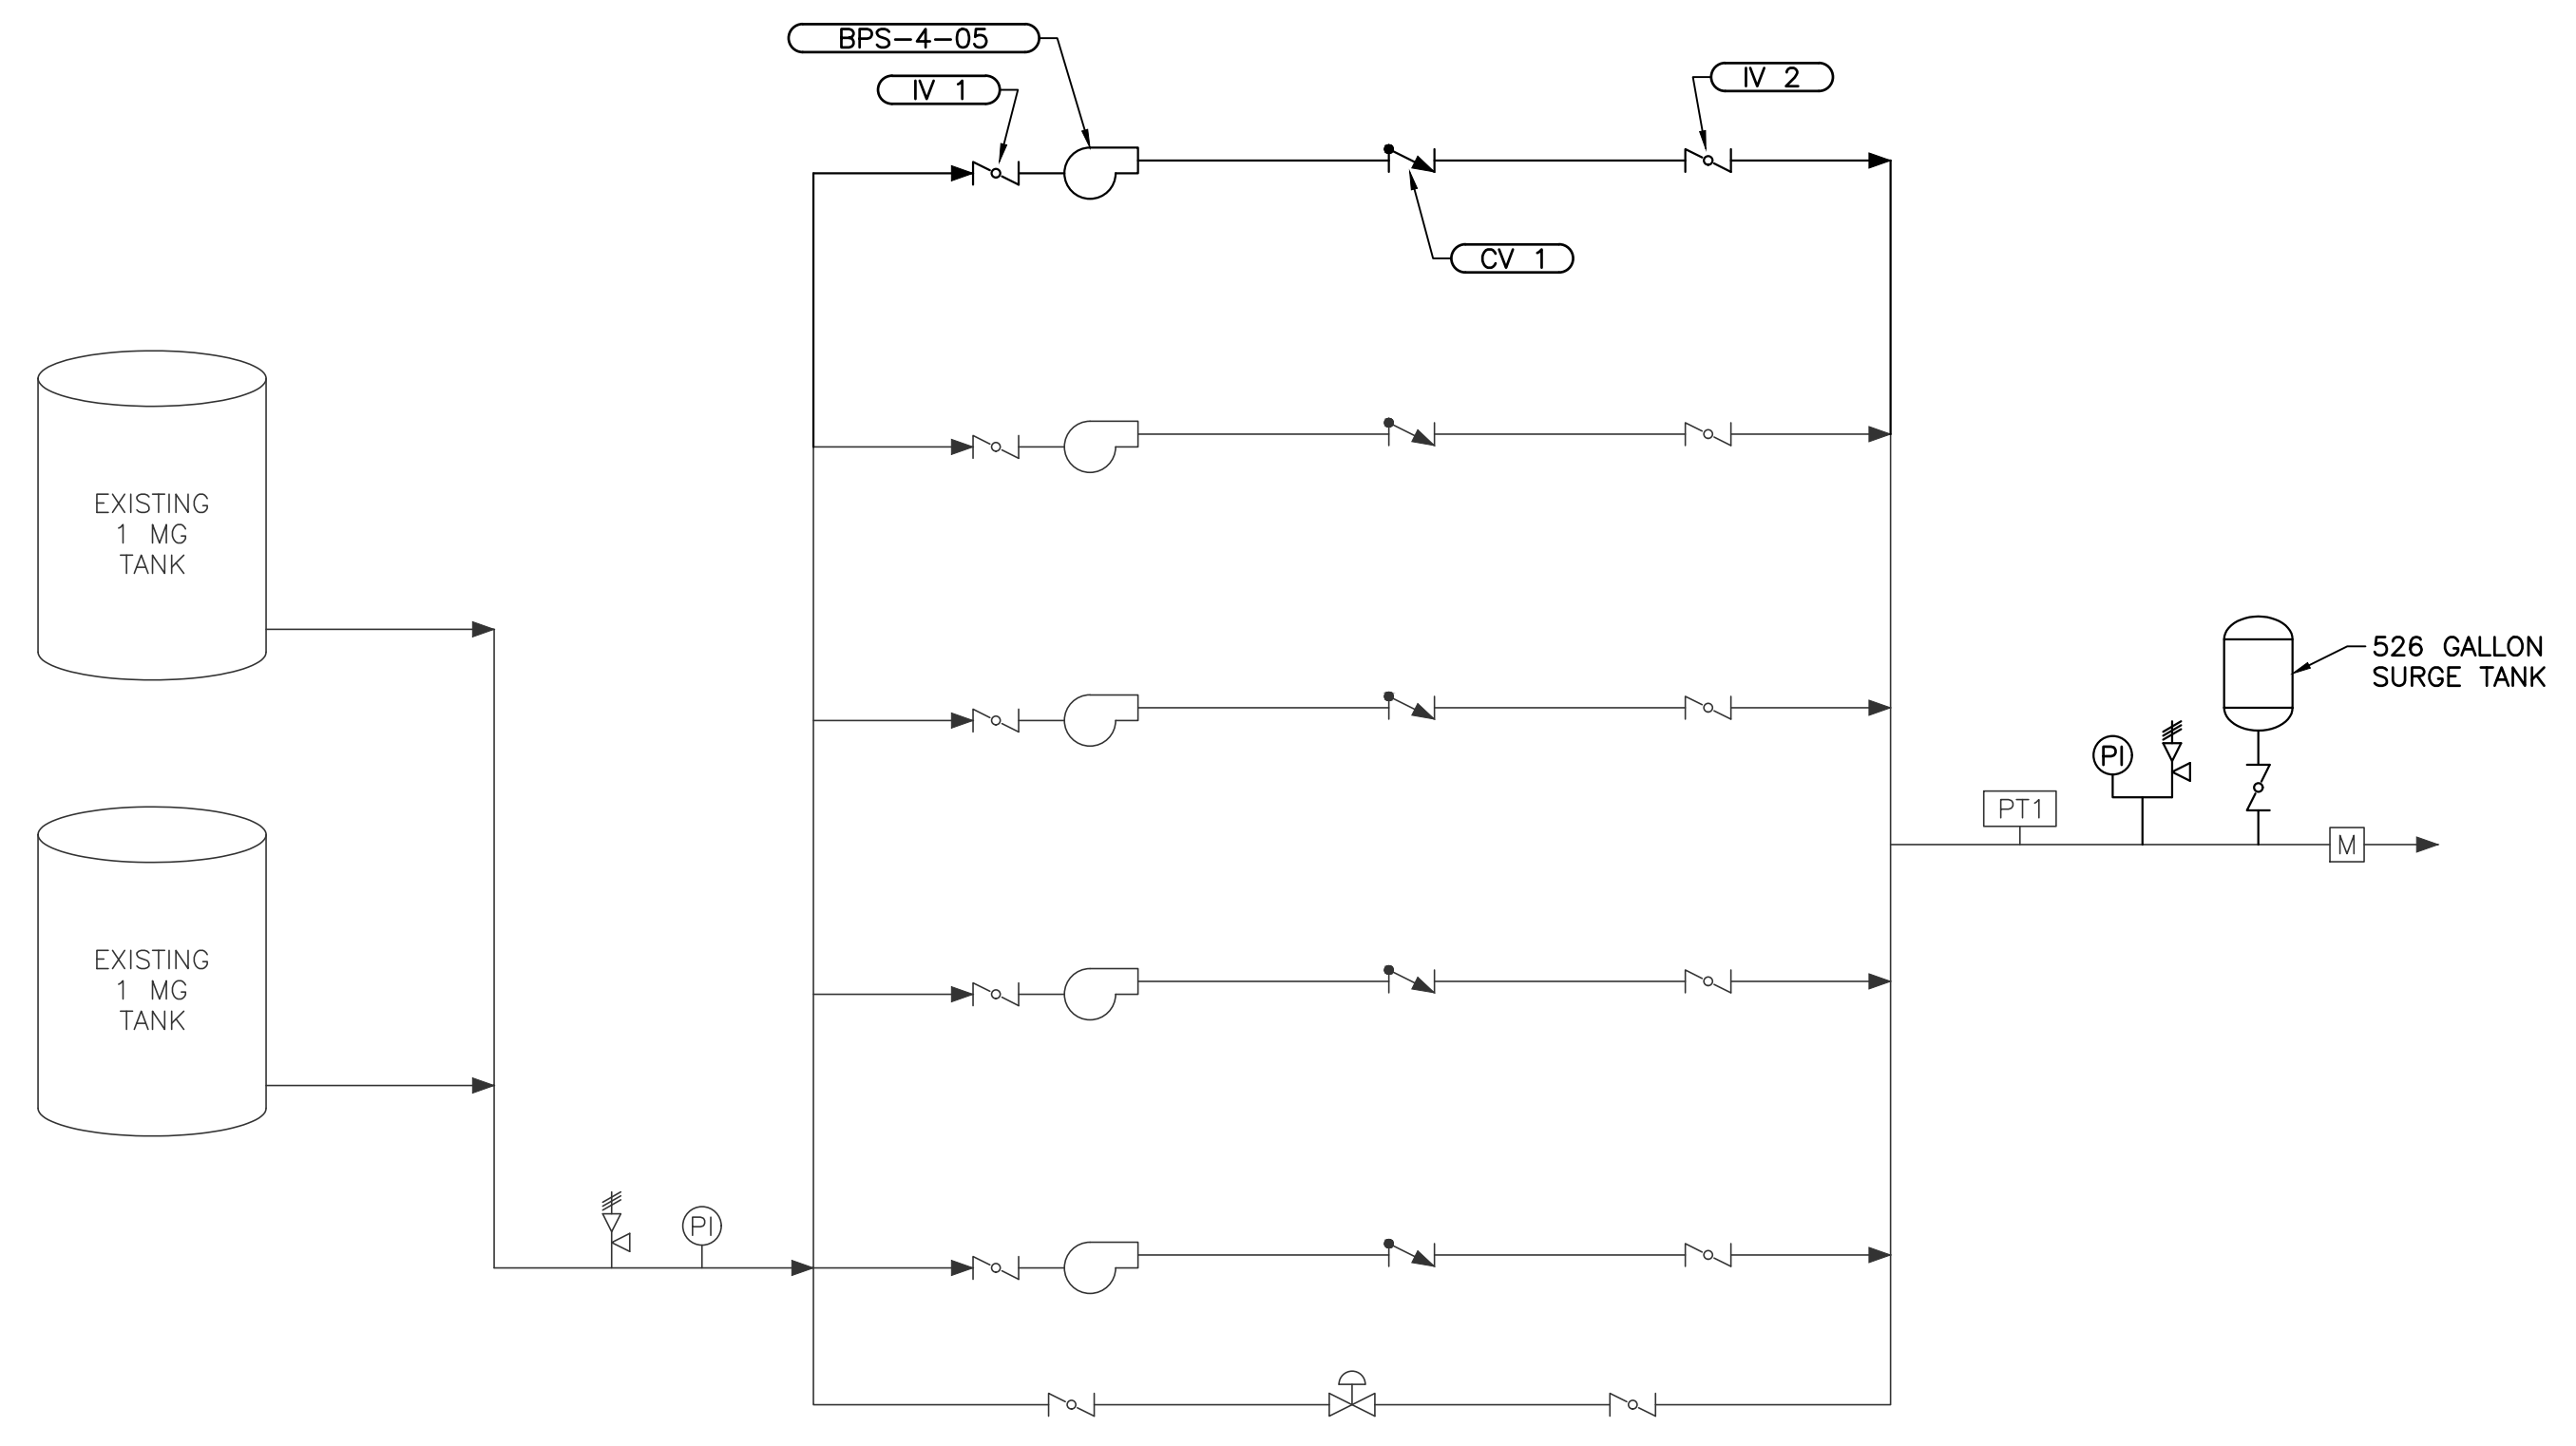 BPS-4-05
IV 1
IV 2
CV 1
EXISTING
1 MG
TANK
526 GALLON
SURGE TANK
PI
PT1
M
EXISTING
1 MG
TANK
PI